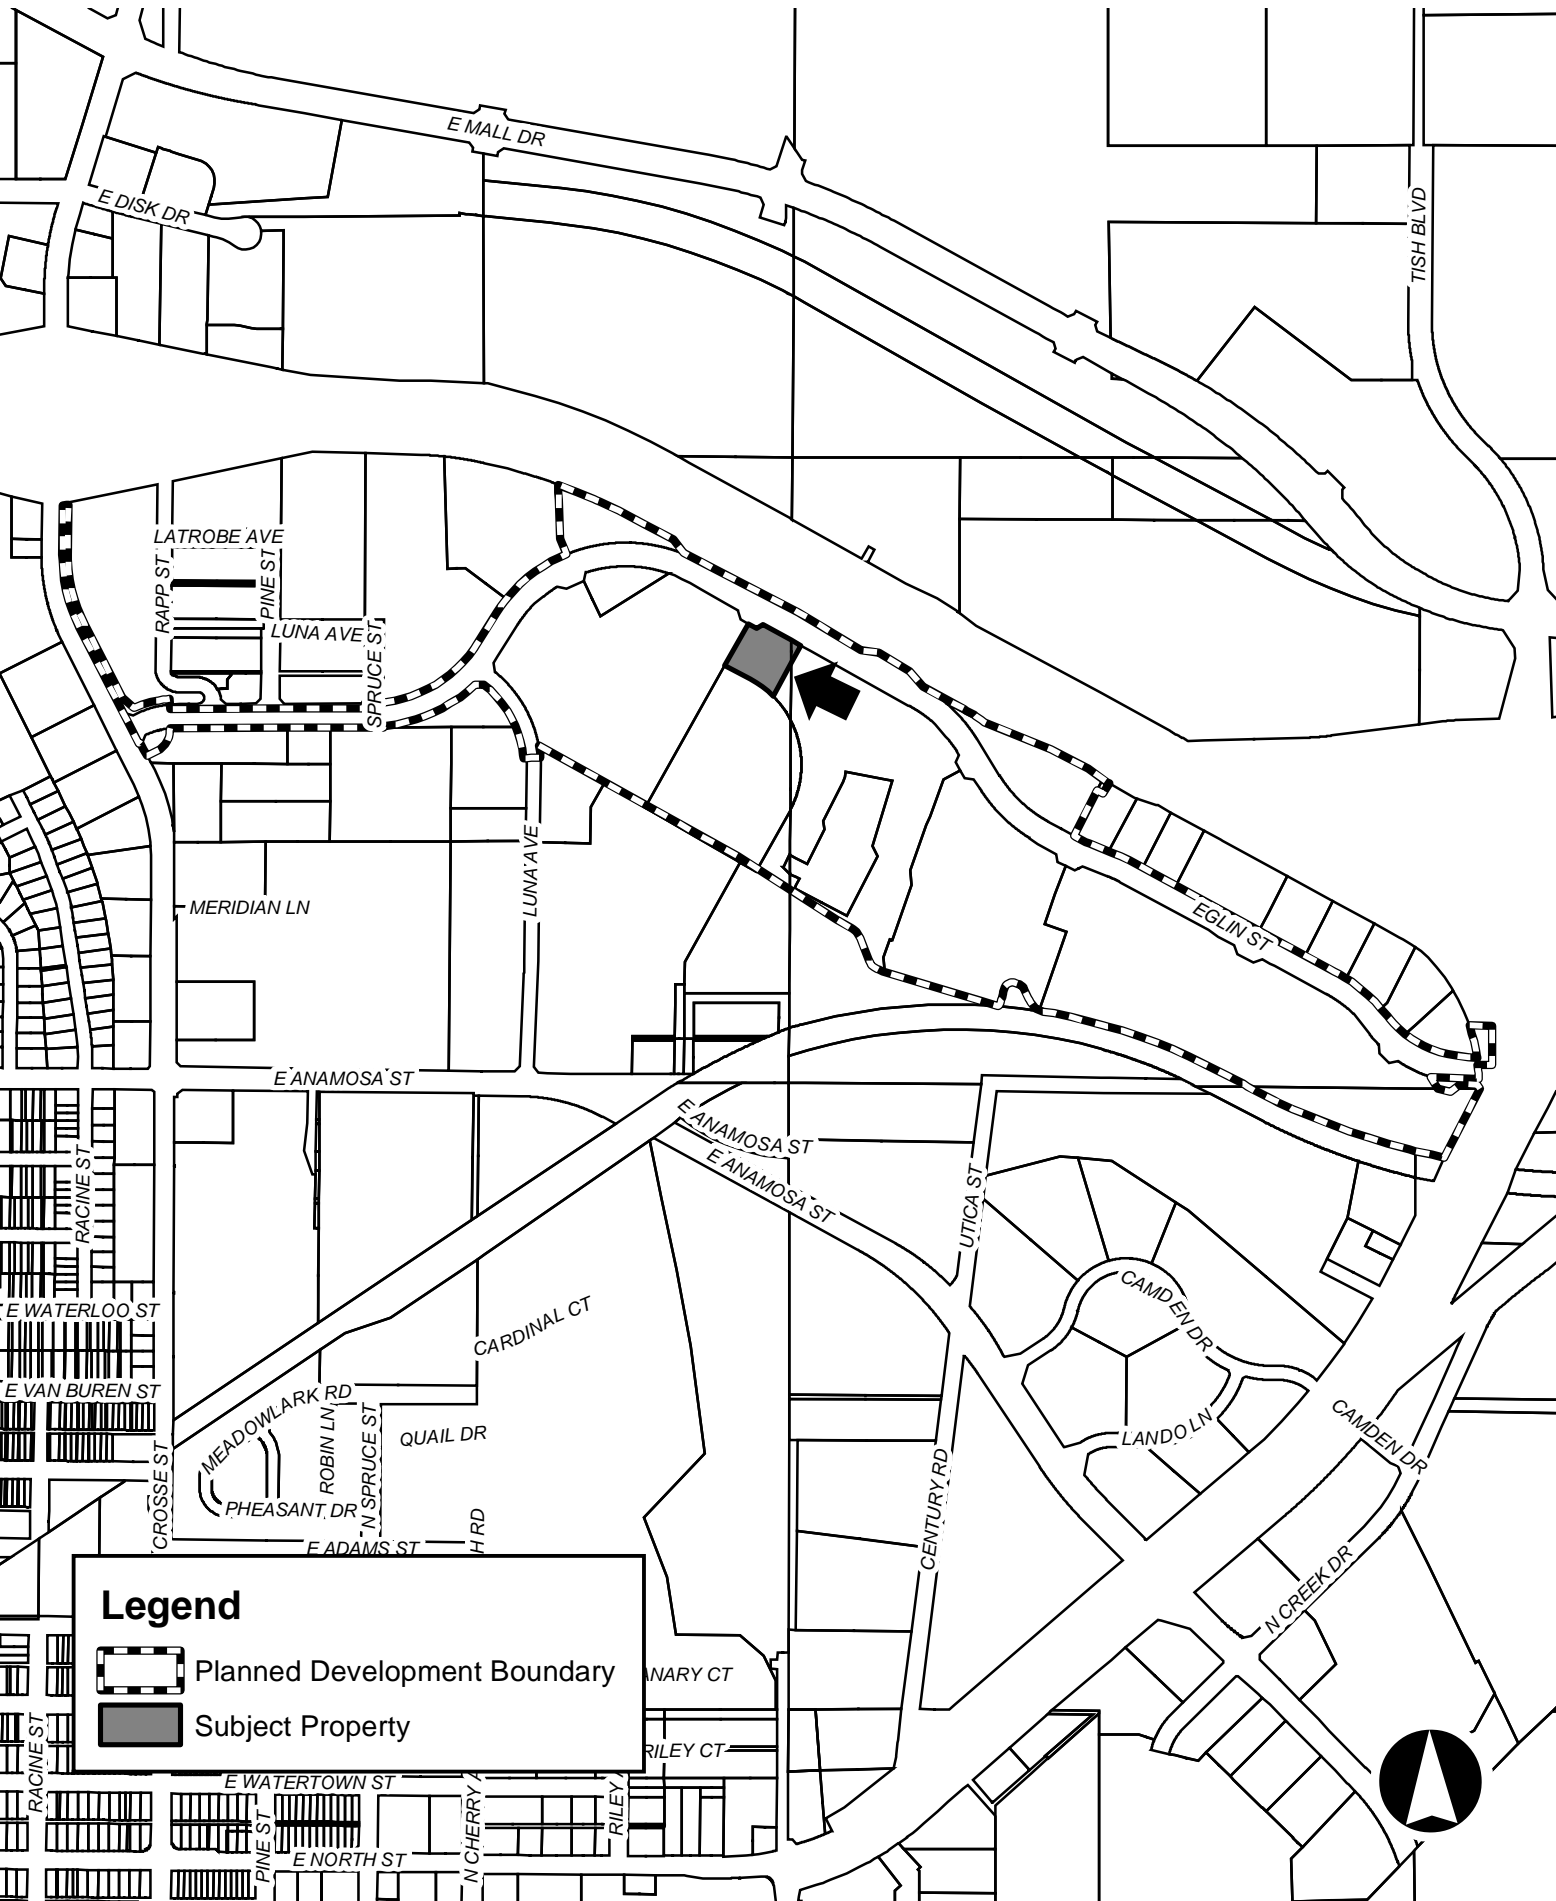 E MALL DR
E DISK DR
TISH BLVD
LATROBE AVE
RAPP ST
PINE ST
LUNA AVE
SPRUCE ST
LUNA AVE
MERIDIAN LN
EGLIN ST
E ANAMOSA ST
E ANAMOSA ST
E ANAMOSA ST
RACINE ST
UTICA ST
E WATERLOO ST
CARDINAL CT
CAMDEN DR
E VAN BUREN ST
MEADOWLARK RD
ROBIN LN
N SPRUCE ST
QUAIL DR
LANDO LN
CAMDEN DR
CROSSE ST
PHEASANT DR
CENTURY RD
H RD
E ADAMS ST
N CREEK DR
Legend
Planned Development Boundary
Subject Property
ANARY CT
RILEY CT
RACINE ST
E WATERTOWN ST
PINE ST
N CHERRY A
RILEY A
E NORTH ST